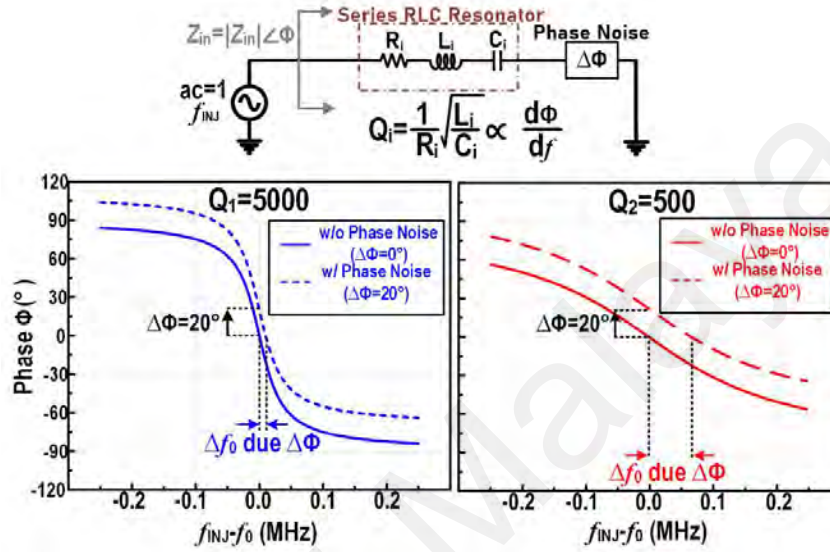 Series RLC Resonator
Zin=|Zin|∠Φ
Ri Li Ci
Phase Noise
ΔΦ
ac=1
fINJ
Qi=1/Ri√(Li/Ci)∝ dΦ/df
Q1=5000
w/o Phase Noise
(ΔΦ=0°)
w/ Phase Noise
(ΔΦ=20°)
ΔΦ=20°
Δf0 due ΔΦ
Phase Φ(°)
120
90
60
30
0
-30
-60
-90
-120
-0.2 -0.1 0.0 0.1 0.2
fINJ-f0 (MHz)
Q2=500
w/o Phase Noise
(ΔΦ=0°)
w/ Phase Noise
(ΔΦ=20°)
ΔΦ=20°
Δf0 due ΔΦ
-0.2 -0.1 0.0 0.1 0.2
fINJ-f0 (MHz)
Malaya